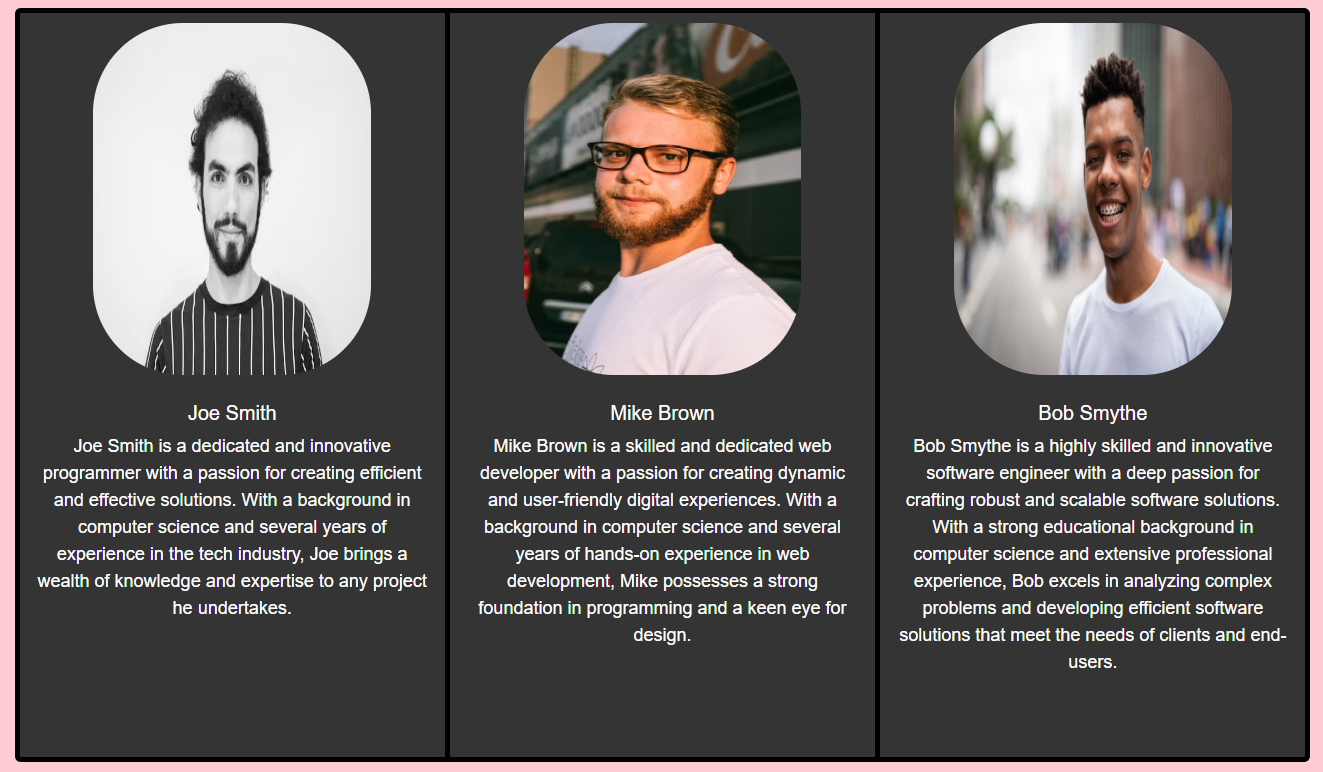 Joe Smith
Joe Smith is a dedicated and innovative
programmer with a passion for creating efficient
and effective solutions. With a background in
computer science and several years of
experience in the tech industry, Joe brings a
wealth of knowledge and expertise to any project
he undertakes.
Mike Brown
Mike Brown is a skilled and dedicated web
developer with a passion for creating dynamic
and user-friendly digital experiences. With a
background in computer science and several
years of hands-on experience in web
development, Mike possesses a strong
foundation in programming and a keen eye for
design.
Bob Smythe
Bob Smythe is a highly skilled and innovative
software engineer with a deep passion for
crafting robust and scalable software solutions.
With a strong educational background in
computer science and extensive professional
experience, Bob excels in analyzing complex
problems and developing efficient software
solutions that meet the needs of clients and end-
users.